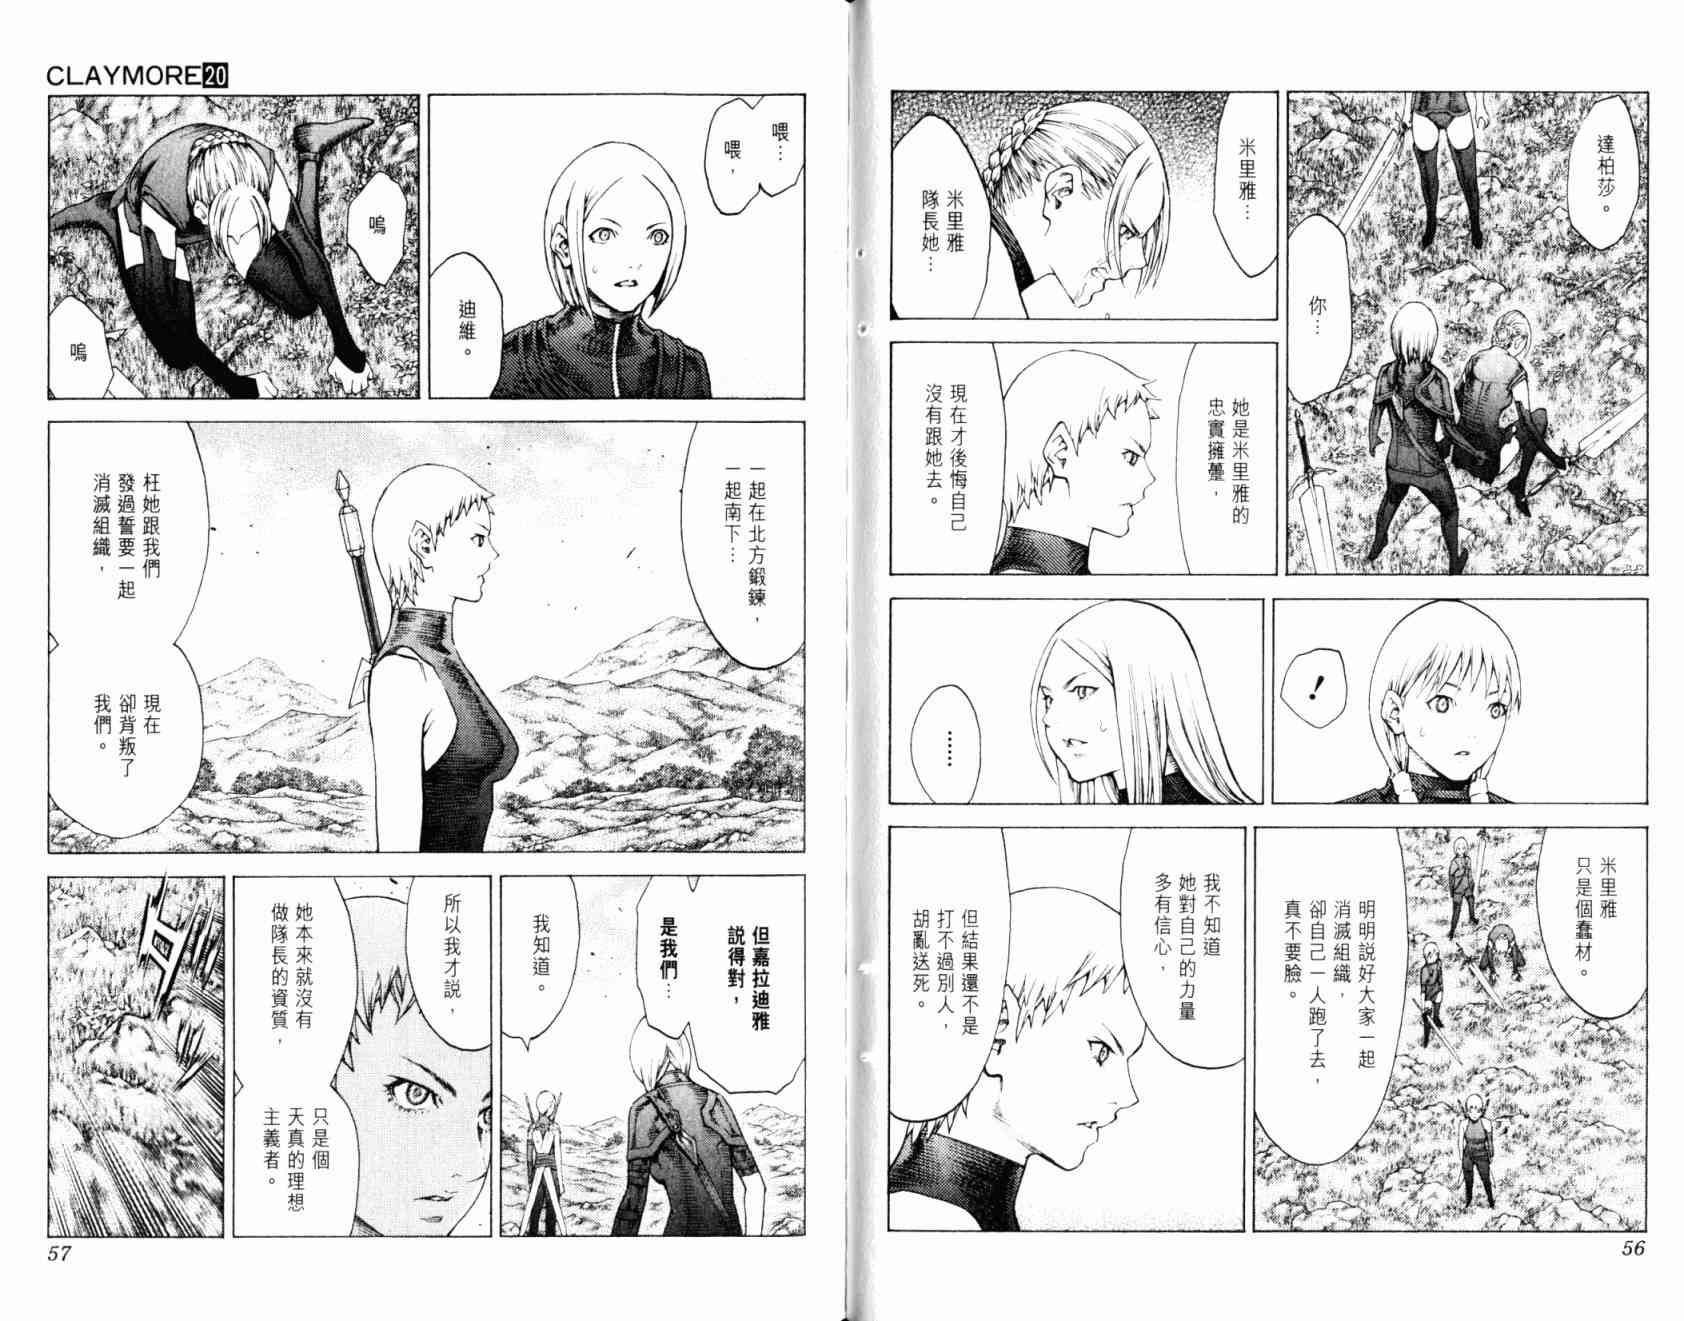 達柏莎。
你…
米里雅…
米里雅
隊長她…
她是米里雅的
忠實擁躉，
現在才後悔自己
沒有跟她去。
！
……
米里雅
只是個蠢材。
明明說好大家一起
消滅組織，
卻自己一人跑了去，
真不要臉。
我不知道
她對自己的力量
多有信心，
但結果還不是
打不過別人，
胡亂送死。
56
CLAYMORE 20
喂…
喂，
迪維。
嗚
嗚
一起在北方鍛鍊，
一起南下…
枉她跟我們
發過誓要一起
消滅組織，
現在
卻背叛了
我們。
但嘉拉迪雅
說得對，
是我們…
我知道。
所以我才說，
她本來就沒有
做隊長的資質，
只是個
天真的理想
主義者。
57